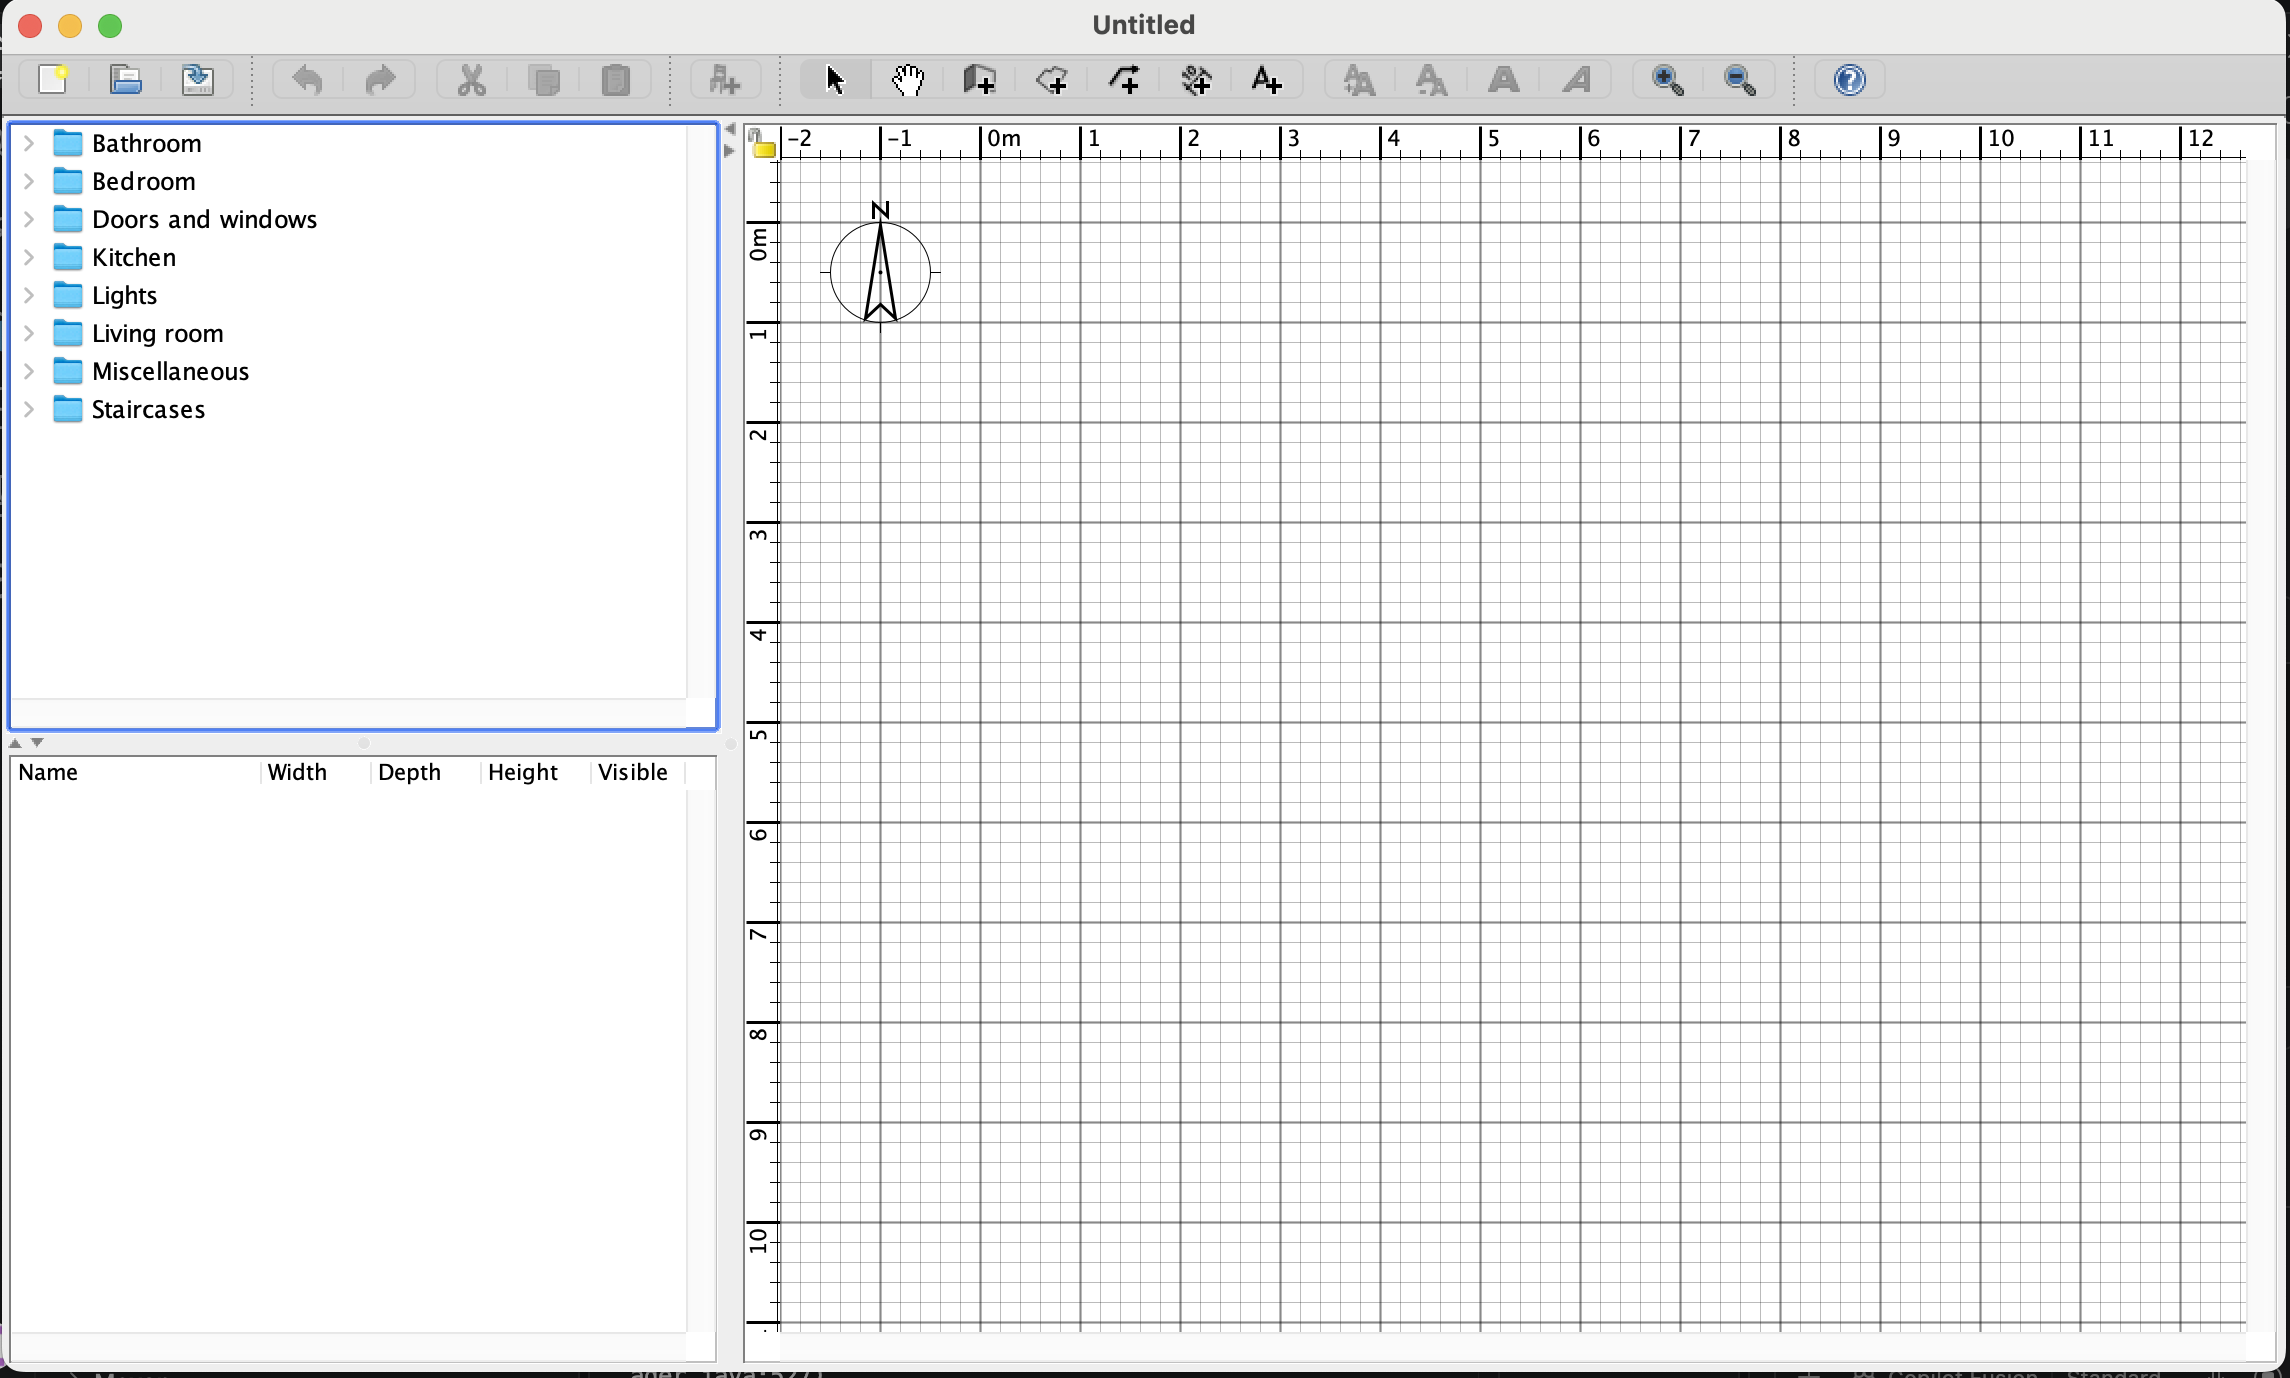 Untitled
Bathroom
Bedroom
Doors and windows
Kitchen
Lights
Living room
Miscellaneous
Staircases
Name Width Depth Height Visible
-2 -1 0m 1 2 3 4 5 6 7 8 9 10 11 12
N
0m
1
2
3
4
5
6
7
8
9
10